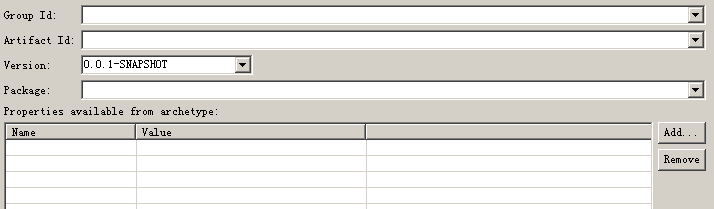 Group Id:
Artifact Id:
Version: 0.0.1-SNAPSHOT
Package:
Properties available from archetype:
Name Value Add...
Remove